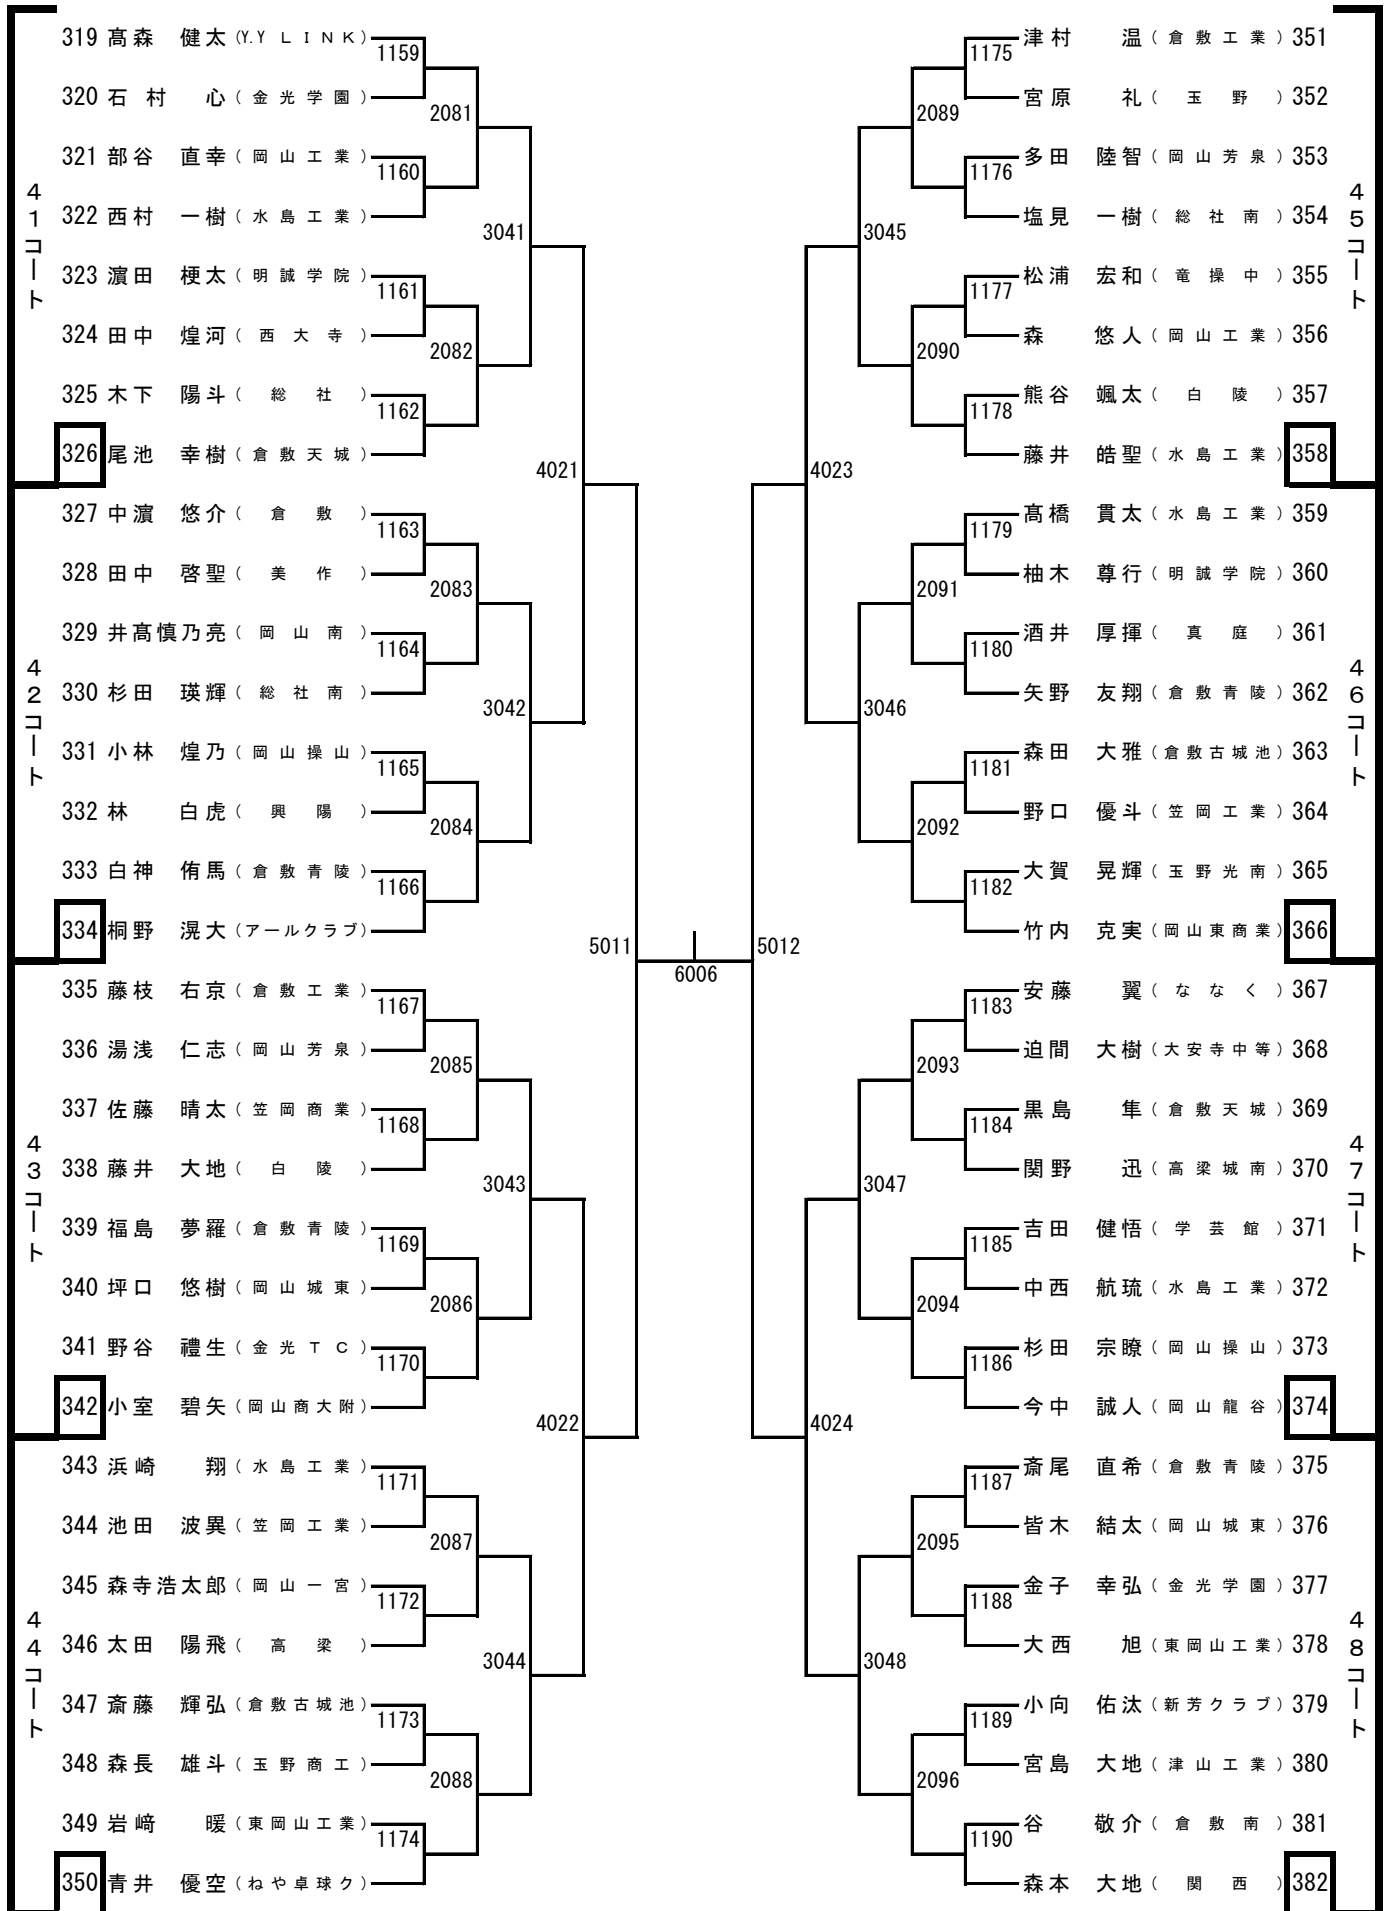 41コート
319 髙森 健太 (Y.Y ＬＩＮＫ)
1159
320 石村 心 (金光学園)
2081
321 部谷 直幸 (岡山工業)
1160
322 西村 一樹 (水島工業)
3041
323 濵田 梗太 (明誠学院)
1161
324 田中 煌河 (西大寺)
2082
325 木下 陽斗 (総社)
1162
326 尾池 幸樹 (倉敷天城)
4021
42コート
327 中濵 悠介 (倉敷)
1163
328 田中 啓聖 (美作)
2083
329 井髙慎乃亮 (岡山南)
1164
330 杉田 瑛輝 (総社南)
3042
331 小林 煌乃 (岡山操山)
1165
332 林 白虎 (興陽)
2084
333 白神 侑馬 (倉敷青陵)
1166
334 桐野 滉大 (アールクラブ)
5011
43コート
335 藤枝 右京 (倉敷工業)
1167
336 湯浅 仁志 (岡山芳泉)
2085
337 佐藤 晴太 (笠岡商業)
1168
338 藤井 大地 (白陵)
3043
339 福島 夢羅 (倉敷青陵)
1169
340 坪口 悠樹 (岡山城東)
2086
341 野谷 禮生 (金光ＴＣ)
1170
342 小室 碧矢 (岡山商大附)
4022
44コート
343 浜崎 翔 (水島工業)
1171
344 池田 波異 (笠岡工業)
2087
345 森寺浩太郎 (岡山一宮)
1172
346 太田 陽飛 (高梁)
3044
347 斎藤 輝弘 (倉敷古城池)
1173
348 森長 雄斗 (玉野商工)
2088
349 岩﨑 暖 (東岡山工業)
1174
350 青井 優空 (ねや卓球ク)
6006
45コート
津村 温 (倉敷工業) 351
1175
宮原 礼 (玉野) 352
2089
多田 陸智 (岡山芳泉) 353
1176
塩見 一樹 (総社南) 354
3045
松浦 宏和 (竜操中) 355
1177
森 悠人 (岡山工業) 356
2090
熊谷 颯太 (白陵) 357
1178
藤井 皓聖 (水島工業) 358
4023
46コート
髙橋 貫太 (水島工業) 359
1179
柚木 尊行 (明誠学院) 360
2091
酒井 厚揮 (真庭) 361
1180
矢野 友翔 (倉敷青陵) 362
3046
森田 大雅 (倉敷古城池) 363
1181
野口 優斗 (笠岡工業) 364
2092
大賀 晃輝 (玉野光南) 365
1182
竹内 克実 (岡山東商業) 366
5012
47コート
安藤 翼 (ななく) 367
1183
迫間 大樹 (大安寺中等) 368
2093
黒島 隼 (倉敷天城) 369
1184
関野 迅 (高梁城南) 370
3047
吉田 健悟 (学芸館) 371
1185
中西 航琉 (水島工業) 372
2094
杉田 宗瞭 (岡山操山) 373
1186
今中 誠人 (岡山龍谷) 374
4024
48コート
斎尾 直希 (倉敷青陵) 375
1187
皆木 結太 (岡山城東) 376
2095
金子 幸弘 (金光学園) 377
1188
大西 旭 (東岡山工業) 378
3048
小向 佑汰 (新芳クラブ) 379
1189
宮島 大地 (津山工業) 380
2096
谷 敬介 (倉敷南) 381
1190
森本 大地 (関西) 382